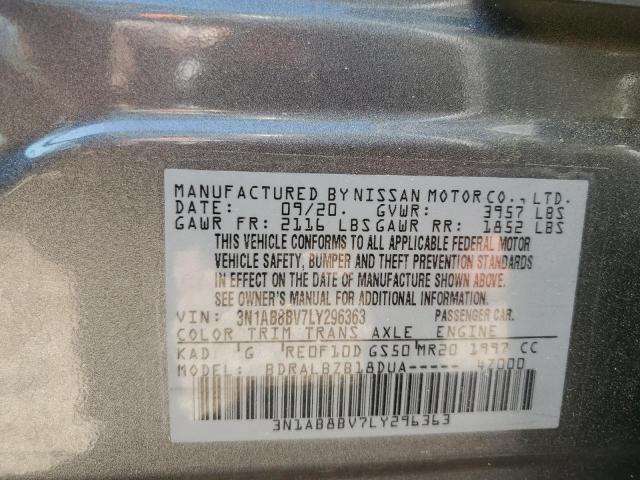 MANUFACTURED BY NISSAN MOTOR CO., LTD.
DATE: 09/20. GVWR: 3957 LBS
GAWR FR: 2116 LBS GAWR RR: 1852 LBS
THIS VEHICLE CONFORMS TO ALL APPLICABLE FEDERAL MOTOR
VEHICLE SAFETY, BUMPER AND THEFT PREVENTION STANDARDS
IN EFFECT ON THE DATE OF MANUFACTURE SHOWN ABOVE.
SEE OWNER'S MANUAL FOR ADDITIONAL INFORMATION.
VIN: 3N1AB8BV7LY296363 PASSENGER CAR.
COLOR TRIM TRANS AXLE ENGINE
KAD G RE0F10D GS50 MR20 1997 CC
MODEL: BDRALBZB18DUA----- 47000
3N1AB8BV7LY296363